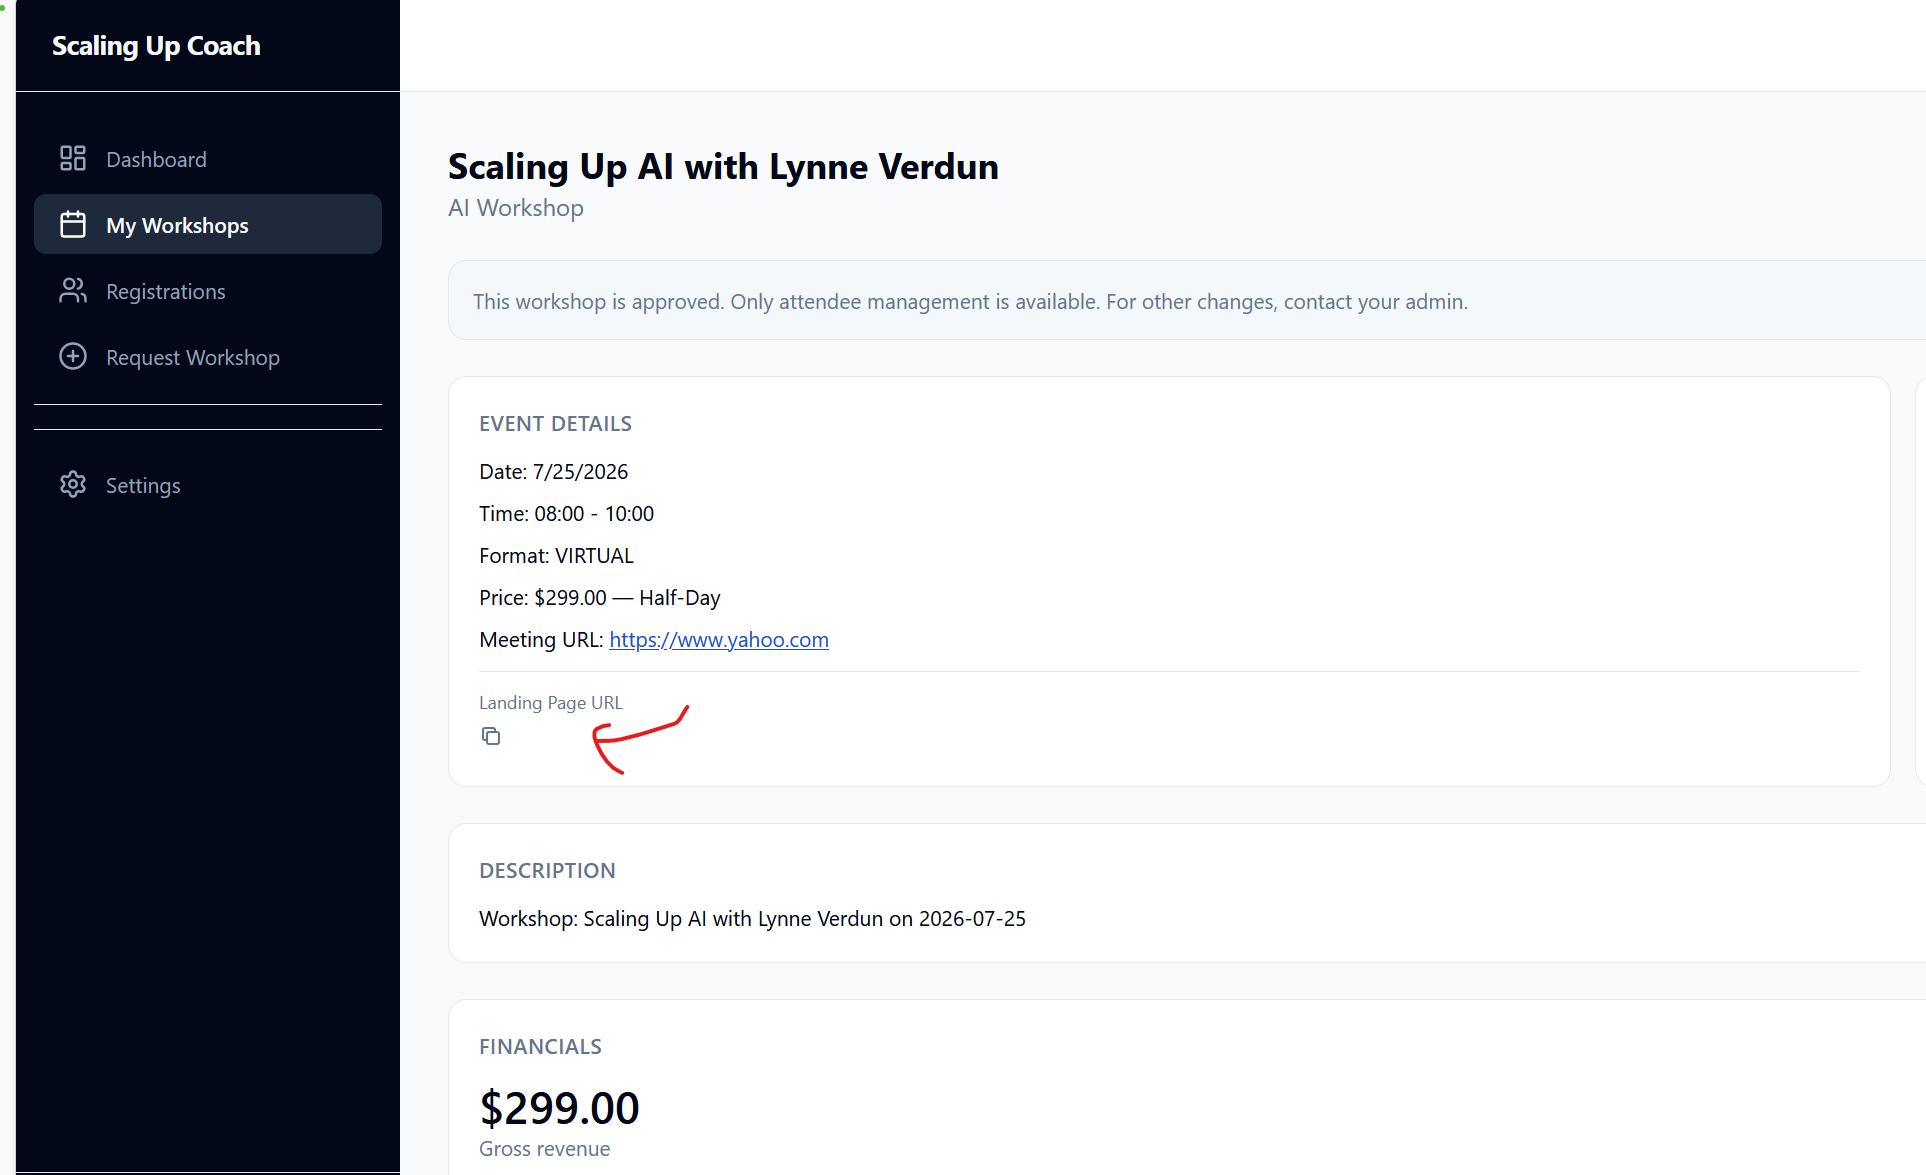 Scaling Up Coach
Dashboard
My Workshops
Registrations
Request Workshop
Settings
Scaling Up AI with Lynne Verdun
AI Workshop
This workshop is approved. Only attendee management is available. For other changes, contact your admin.
EVENT DETAILS
Date: 7/25/2026
Time: 08:00 - 10:00
Format: VIRTUAL
Price: $299.00 — Half-Day
Meeting URL: https://www.yahoo.com
Landing Page URL
DESCRIPTION
Workshop: Scaling Up AI with Lynne Verdun on 2026-07-25
FINANCIALS
$299.00
Gross revenue